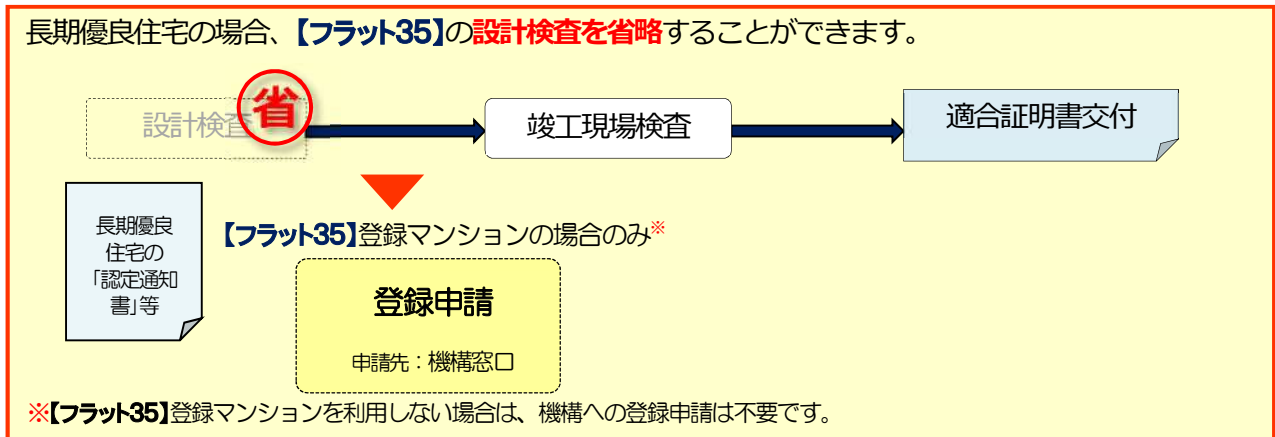 長期優良住宅の場合、【フラット35】の設計検査を省略することができます。
設計検査
省
竣工現場検査
適合証明書交付
長期優良
住宅の
「認定通知
書」等
【フラット35】登録マンションの場合のみ※
登録申請
申請先：機構窓口
※【フラット35】登録マンションを利用しない場合は、機構への登録申請は不要です。